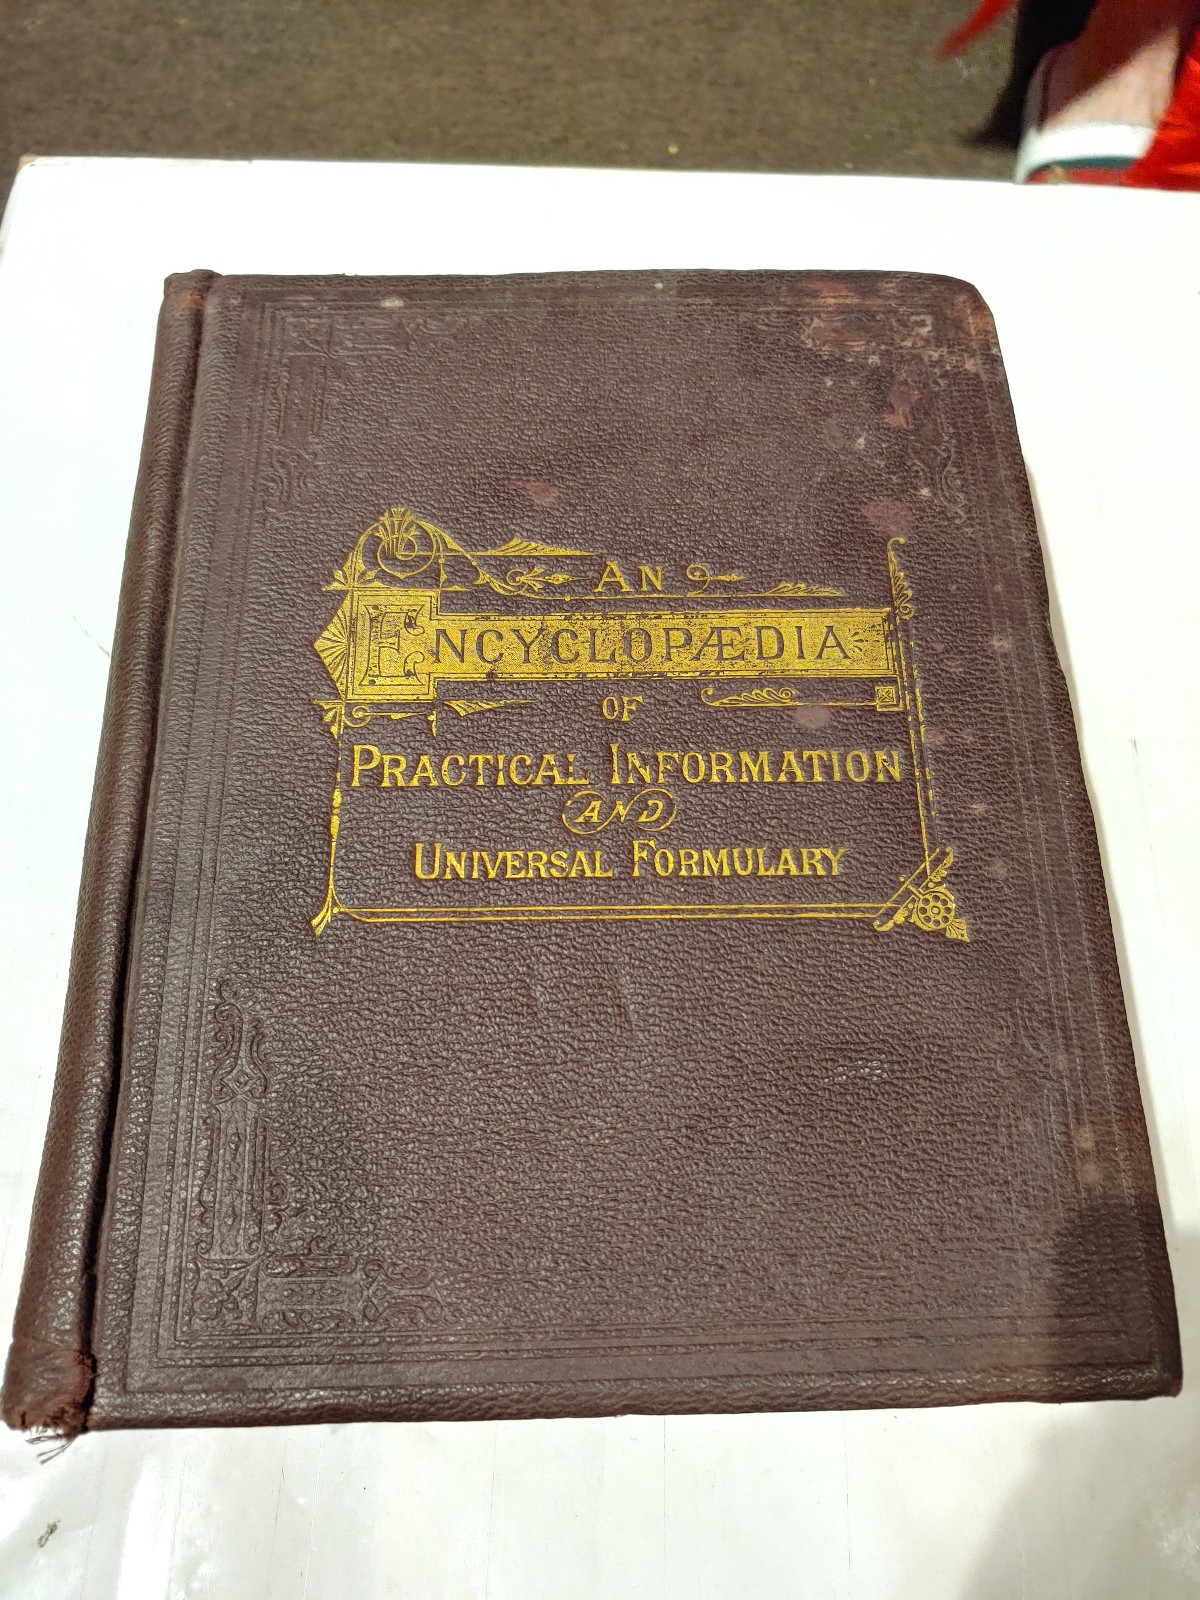 AN
ENCYCLOPÆDIA
OF
PRACTICAL INFORMATION
AND
UNIVERSAL FORMULARY